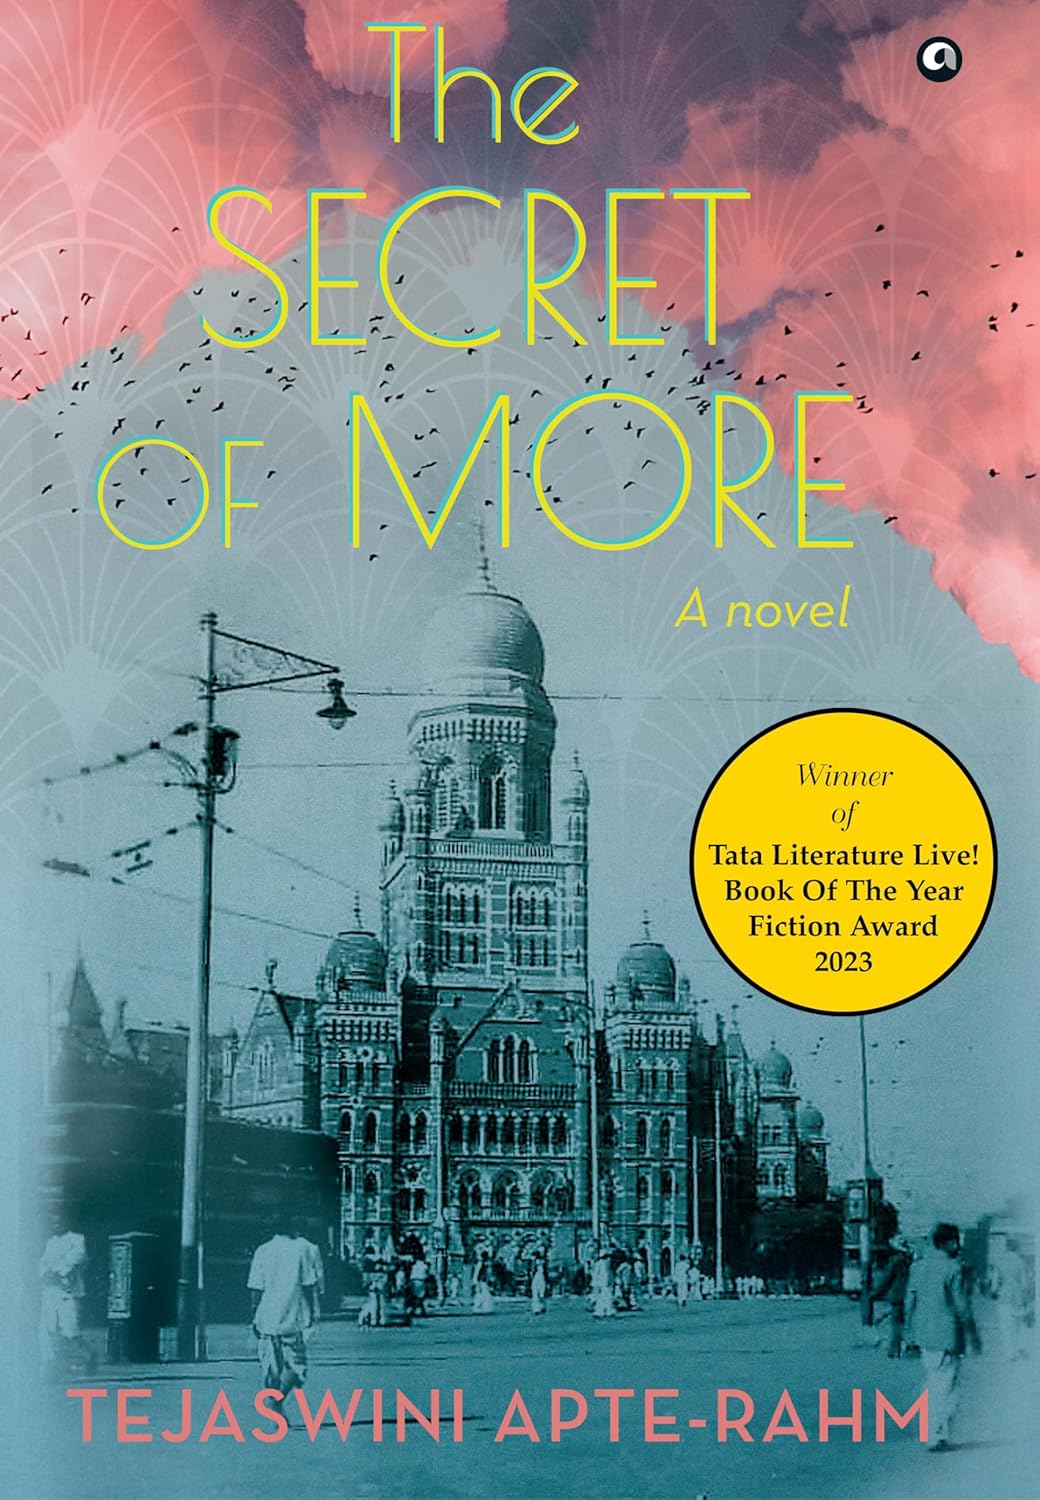 The
SECRET
OF MORE
A novel
Winner
of
Tata Literature Live!
Book Of The Year
Fiction Award
2023
TEJASWINI APTE-RAHM